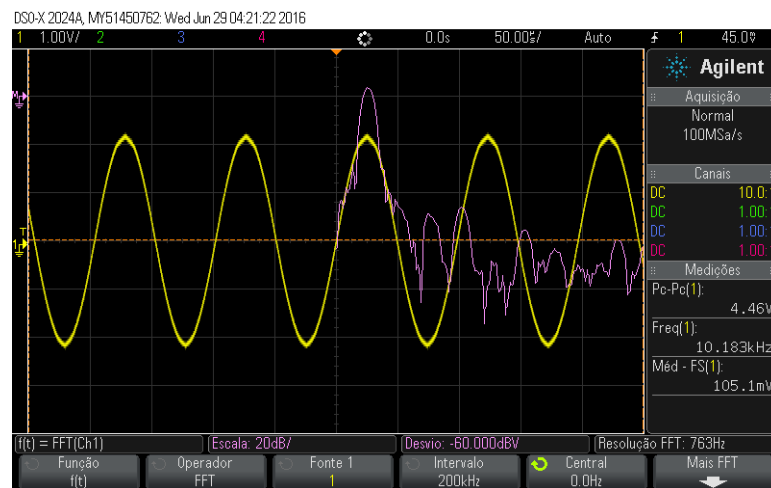 DSO-X 2024A, MY51450762: Wed Jun 29 04:21:22 2016
1 1.00V/ 2 3 4 0.0s 50.00µ/ Auto 1 45.0V
Agilent
Aquisição
Normal
100MSa/s
Canais
DC 10.0:
DC 1.00:
DC 1.00:
DC 1.00:
Medições
Pc-Pc(1):
4.46V
Freq(1):
10.183kHz
Méd - FS(1):
105.1m
M
T
1
f(t) = FFT(Ch1) Escala: 20dB/ Desvio: -60.000dBV Resolução FFT: 763Hz
Função Operador Fonte 1 Intervalo Central Mais FFT
f(t) FFT 1 200kHz 0.0Hz